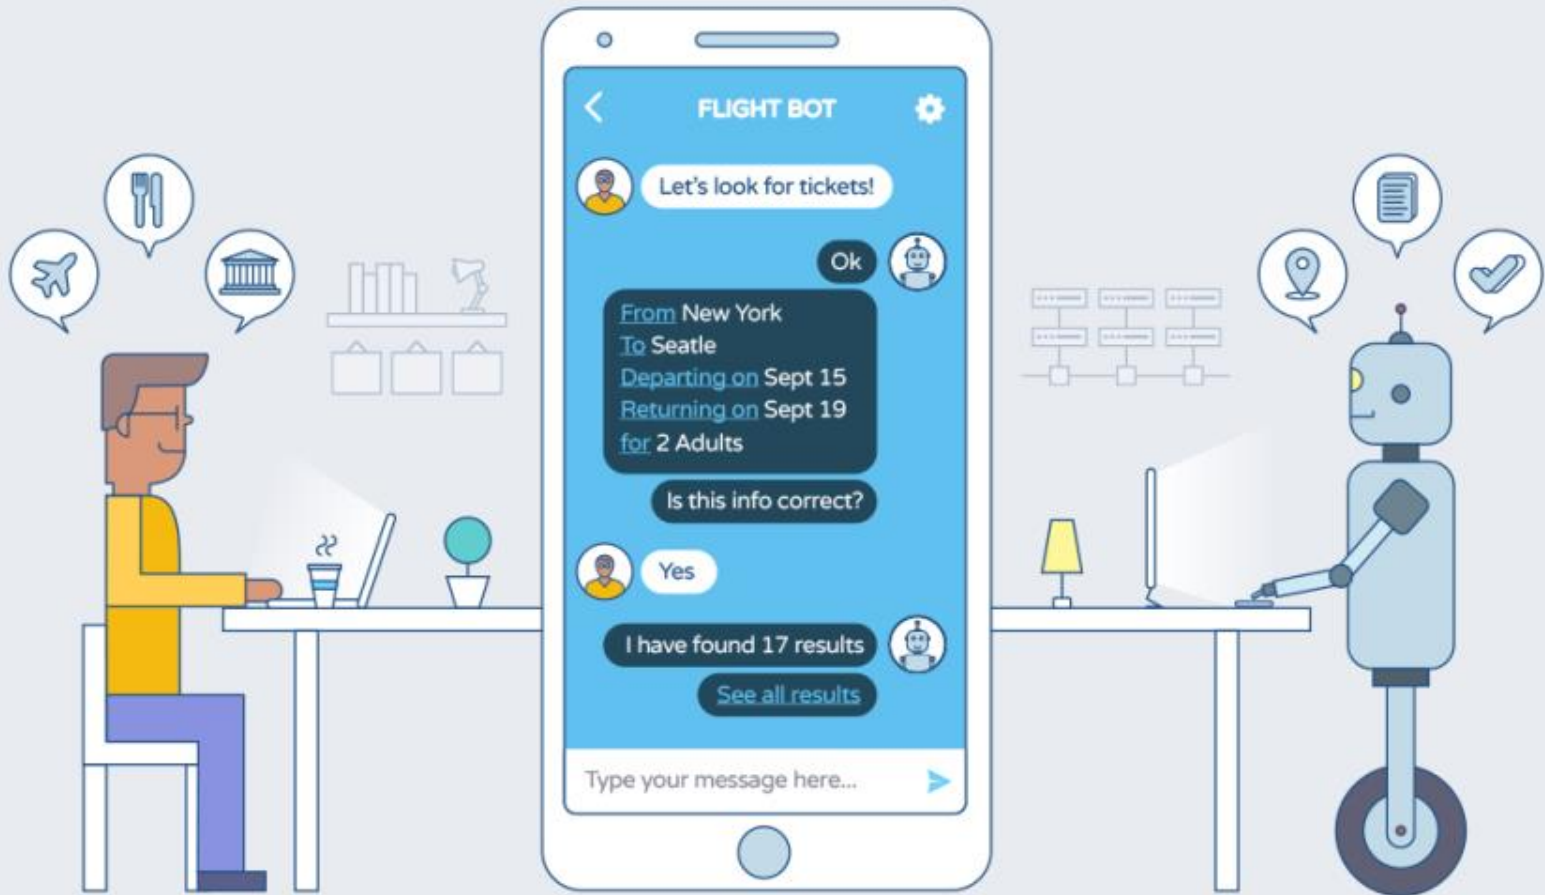 FLIGHT BOT
Let's look for tickets!
Ok
From New York
To Seatle
Departing on Sept 15
Returning on Sept 19
for 2 Adults
Is this info correct?
Yes
I have found 17 results
See all results
Type your message here...